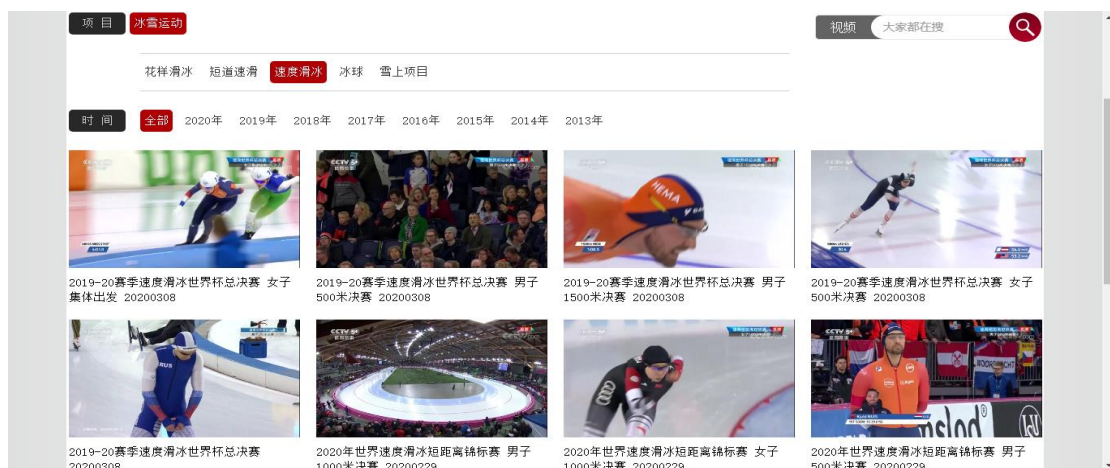 项 目 冰雪运动
视频 大家都在搜
花样滑冰 短道速滑 速度滑冰 冰球 雪上项目
时 间 全部 2020年 2019年 2018年 2017年 2016年 2015年 2014年 2013年
CCTV 5+
HEMA
2019-20赛季速度滑冰世界杯总决赛 女子
集体出发 20200308
2019-20赛季速度滑冰世界杯总决赛 男子
500米决赛 20200308
2019-20赛季速度滑冰世界杯总决赛 男子
1500米决赛 20200308
2019-20赛季速度滑冰世界杯总决赛 女子
500米决赛 20200308
RUS
CCTV 5+
CCTV 5+
2019-20赛季速度滑冰世界杯总决赛
20200308
2020年世界速度滑冰短距离锦标赛 男子
1000米决赛 20200229
2020年世界速度滑冰短距离锦标赛 女子
1000米决赛 20200229
2020年世界速度滑冰短距离锦标赛 男子
500米决赛 20200229